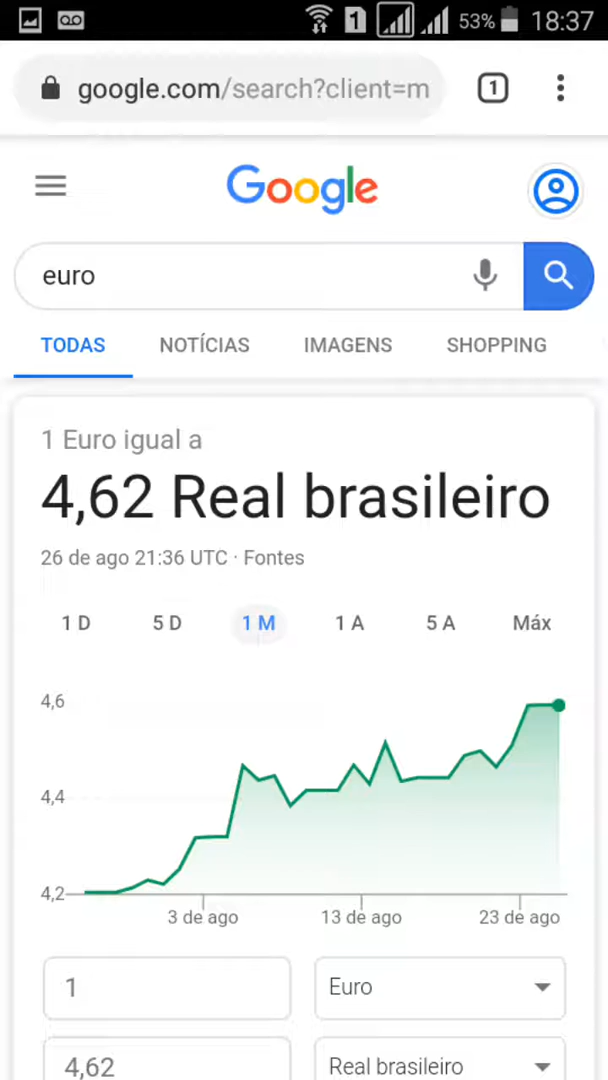 1 53% 18:37
google.com/search?client=m 1
Google
euro
TODAS NOTÍCIAS IMAGENS SHOPPING
1 Euro igual a
4,62 Real brasileiro
26 de ago 21:36 UTC · Fontes
1 D 5 D 1 M 1 A 5 A Máx
4,6
4,4
4,2
3 de ago 13 de ago 23 de ago
1 Euro
4,62 Real brasileiro